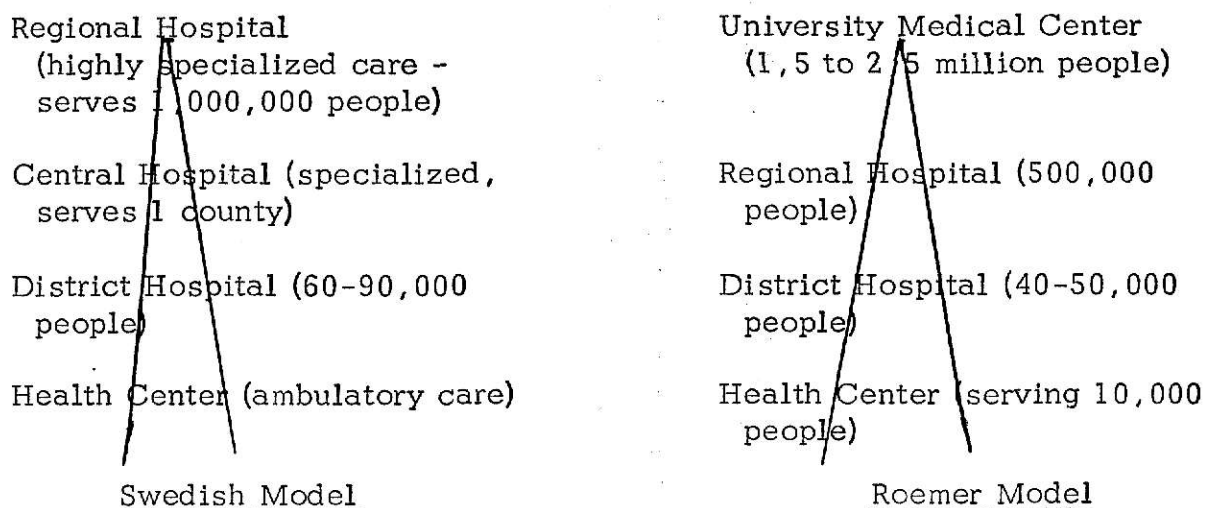 Regional Hospital
(highly specialized care -
serves 1,000,000 people)
Central Hospital (specialized,
serves 1 county)
District Hospital (60-90,000
people)
Health Center (ambulatory care)
Swedish Model
University Medical Center
(1,5 to 2,5 million people)
Regional Hospital (500,000
people)
District Hospital (40-50,000
people)
Health Center (serving 10,000
people)
Roemer Model